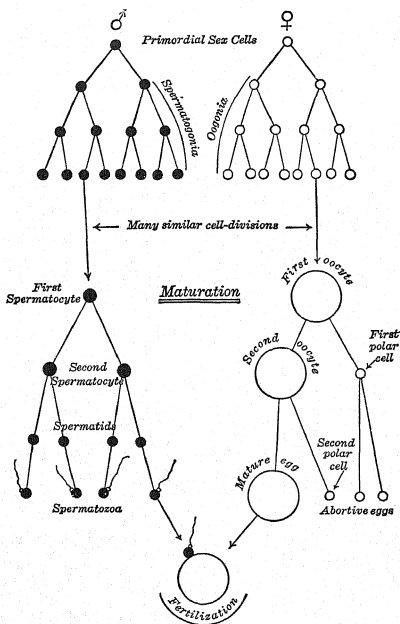 ♂
♀
Primordial Sex Cells
Spermatogonia
Oogonia
Many similar cell-divisions
First
Spermatocyte
Maturation
First oocyte
Second
Spermatocyte
Second oocyte
First
polar
cell
Spermatids
Second
polar
cell
Mature egg
Spermatozoa
Abortive eggs
Fertilization